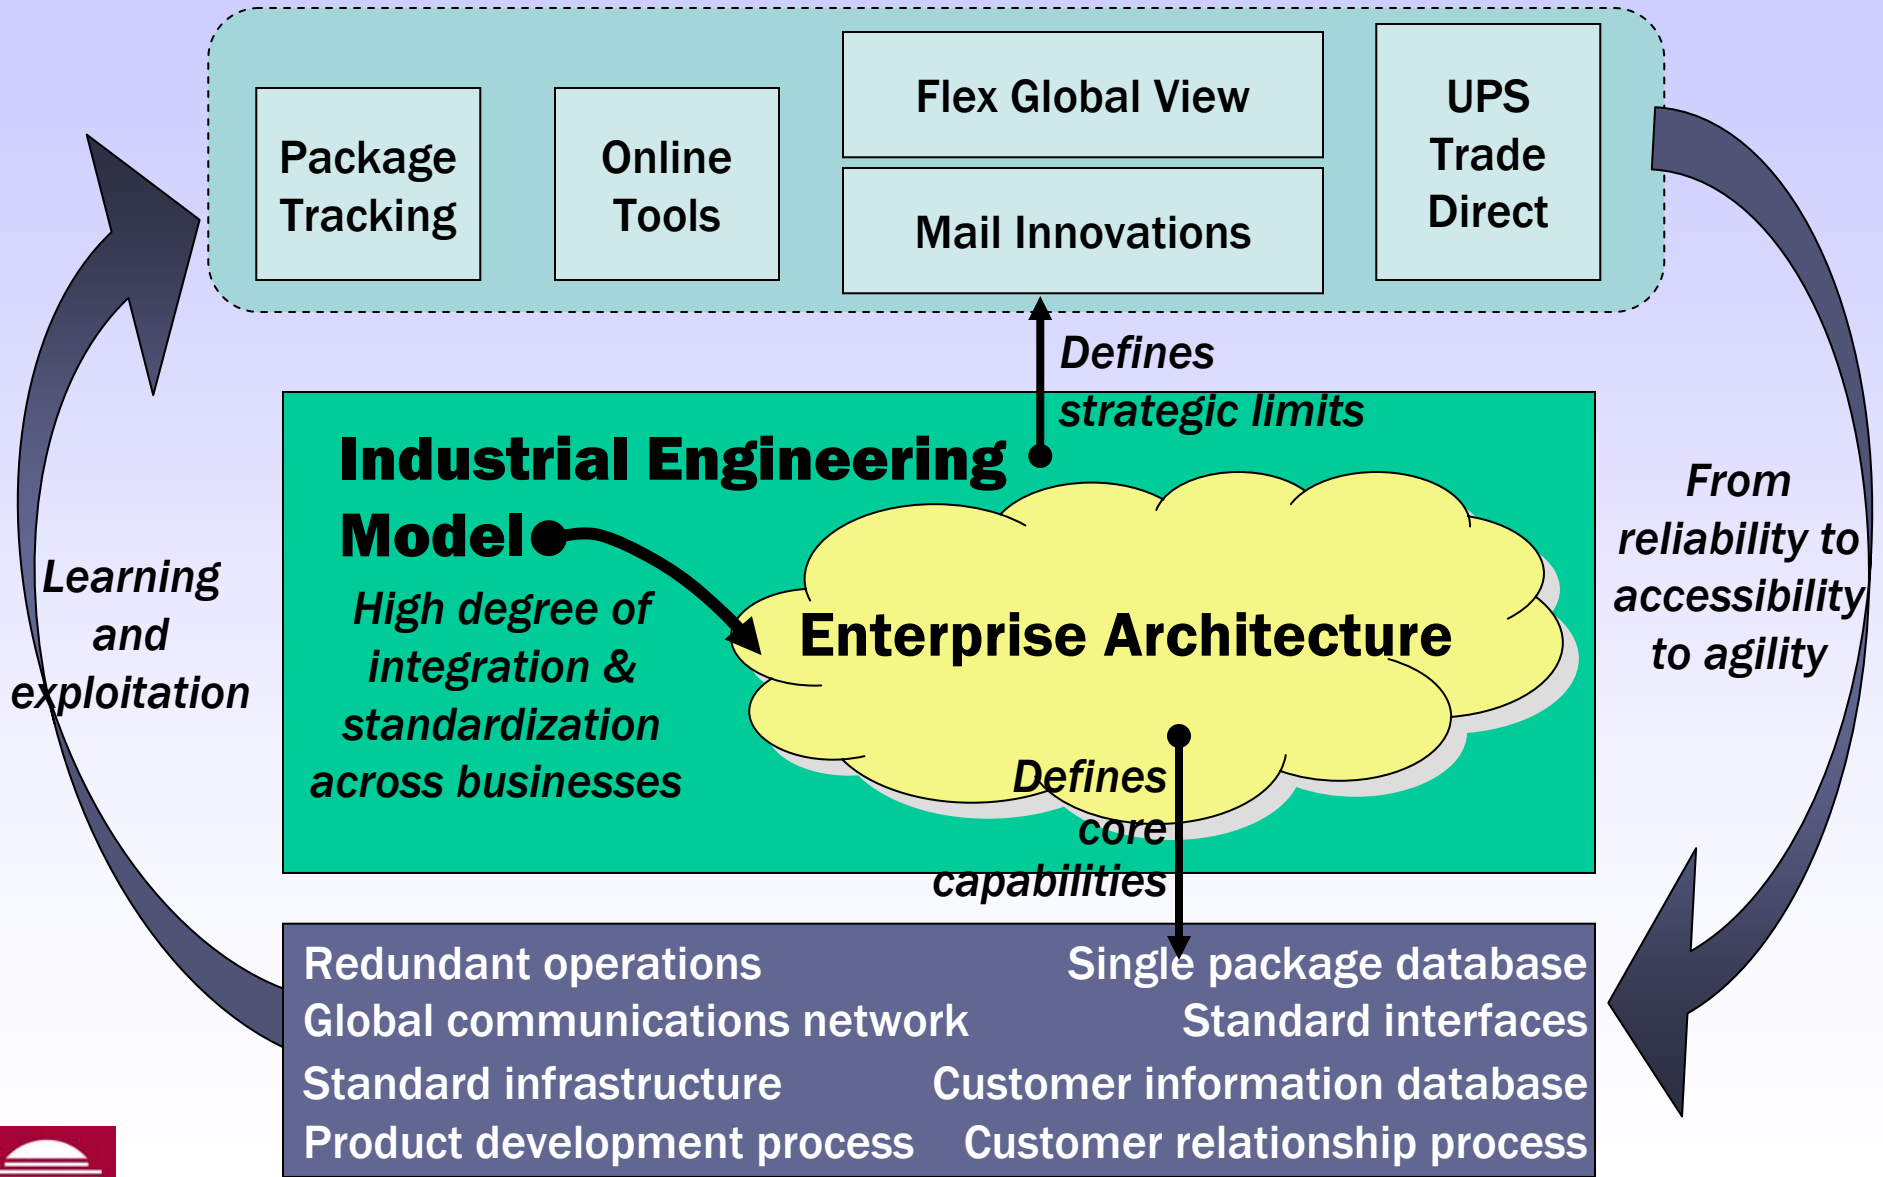 Package
Tracking
Online
Tools
Flex Global View
Mail Innovations
UPS
Trade
Direct
Defines
strategic limits
Industrial Engineering
Model
High degree of
integration &
standardization
across businesses
Enterprise Architecture
Defines
core
capabilities
Learning
and
exploitation
From
reliability to
accessibility
to agility
Redundant operations
Global communications network
Standard infrastructure
Product development process
Single package database
Standard interfaces
Customer information database
Customer relationship process